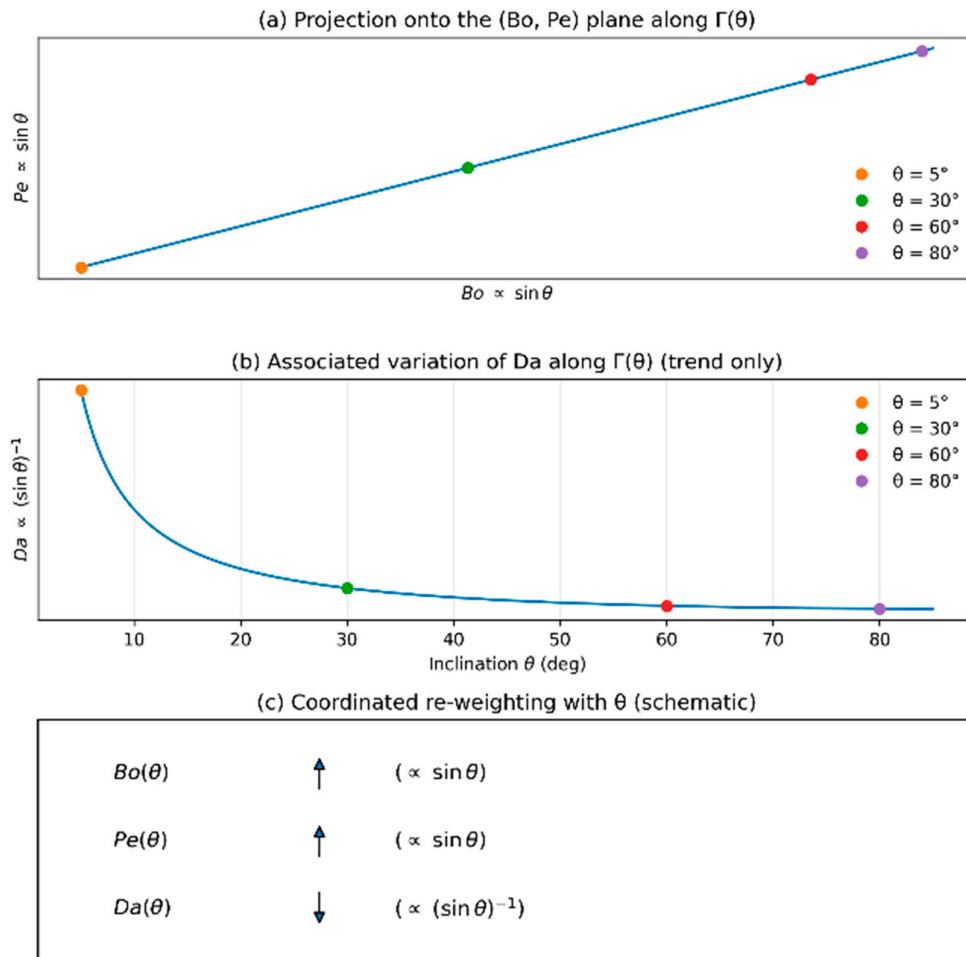 (a) Projection onto the (Bo, Pe) plane along Γ(θ)
Pe ∝ sin θ
θ = 5°
θ = 30°
θ = 60°
θ = 80°
Bo ∝ sin θ
(b) Associated variation of Da along Γ(θ) (trend only)
Da ∝ (sin θ)⁻¹
θ = 5°
θ = 30°
θ = 60°
θ = 80°
10 20 30 40 50 60 70 80
Inclination θ (deg)
(c) Coordinated re-weighting with θ (schematic)
Bo(θ) ↑ (∝ sin θ)
Pe(θ) ↑ (∝ sin θ)
Da(θ) ↓ (∝ (sin θ)⁻¹)